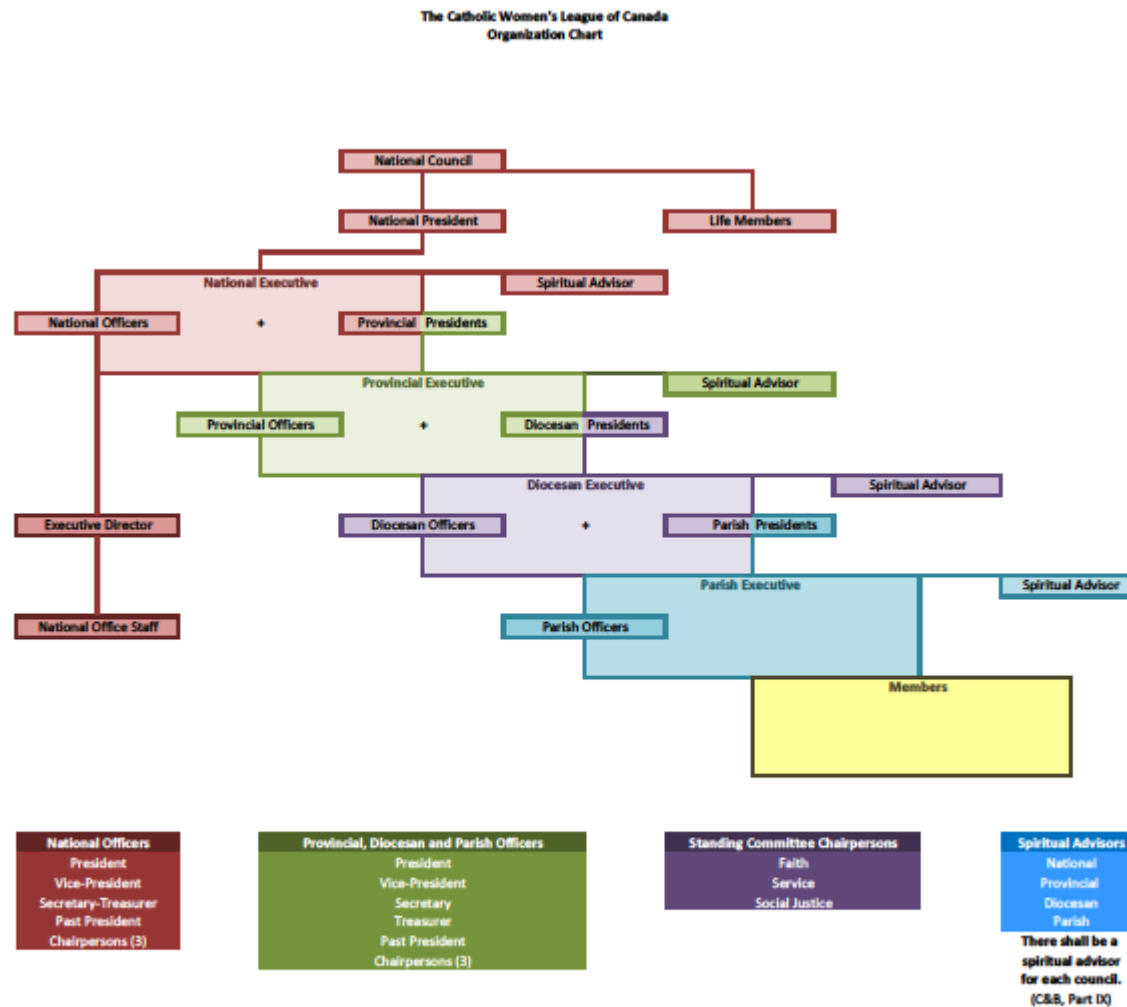 The Catholic Women's League of Canada
Organization Chart
National Council
National President
Life Members
National Executive
Spiritual Advisor
National Officers
+
Provincial Presidents
Provincial Executive
Spiritual Advisor
Provincial Officers
+
Diocesan Presidents
Diocesan Executive
Spiritual Advisor
Executive Director
Diocesan Officers
+
Parish Presidents
Parish Executive
Spiritual Advisor
National Office Staff
Parish Officers
Members
National Officers
President
Vice-President
Secretary-Treasurer
Past President
Chairpersons (3)
Provincial, Diocesan and Parish Officers
President
Vice-President
Secretary
Treasurer
Past President
Chairpersons (3)
Standing Committee Chairpersons
Faith
Service
Social Justice
Spiritual Advisors
National
Provincial
Diocesan
Parish
There shall be a
spiritual advisor
for each council.
(C&B, Part IX)